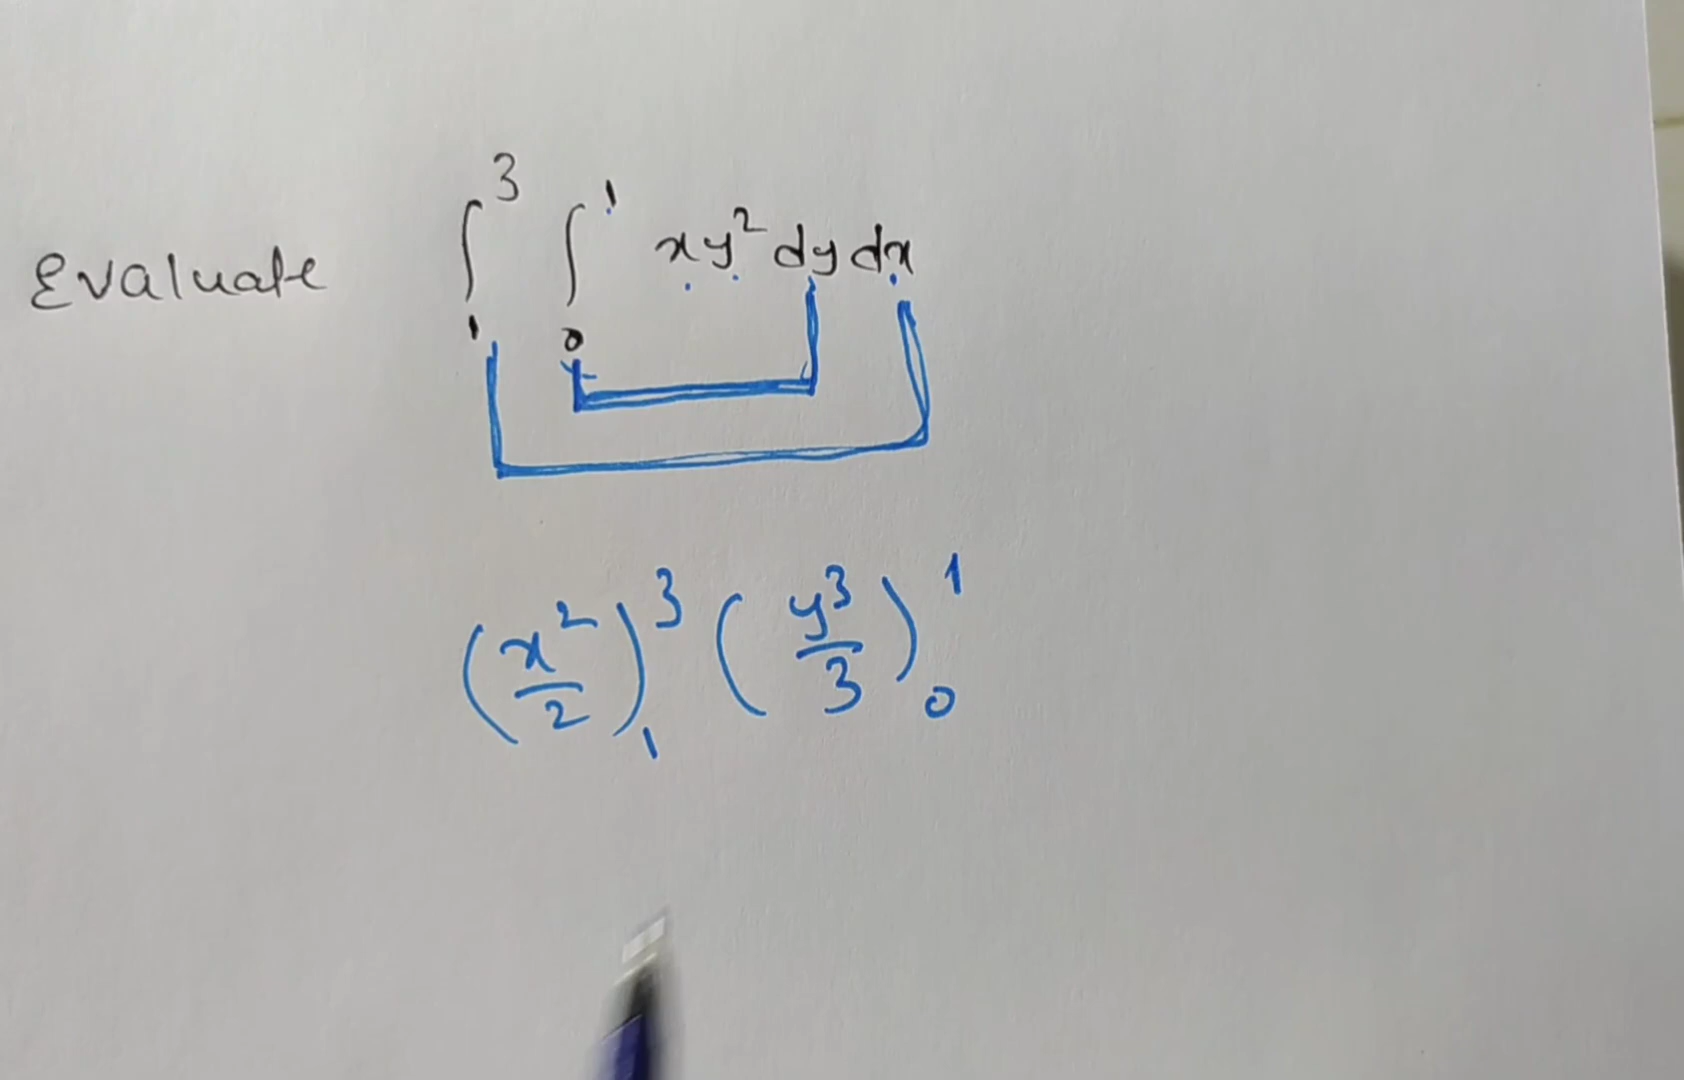 Evaluate ∫₁³ ∫₀¹ xy² dy dx
(x²/2)₁³ (y³/3)₀¹